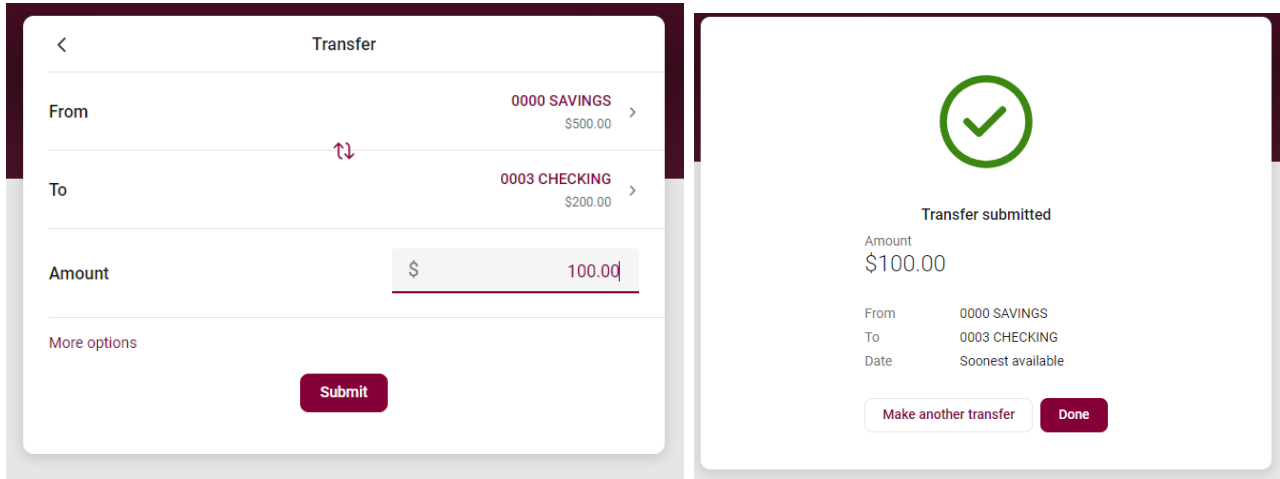 Transfer
From
0000 SAVINGS
$500.00
To
0003 CHECKING
$200.00
Amount
$ 100.00
More options
Submit
Transfer submitted
Amount
$100.00
From 0000 SAVINGS
To 0003 CHECKING
Date Soonest available
Make another transfer Done